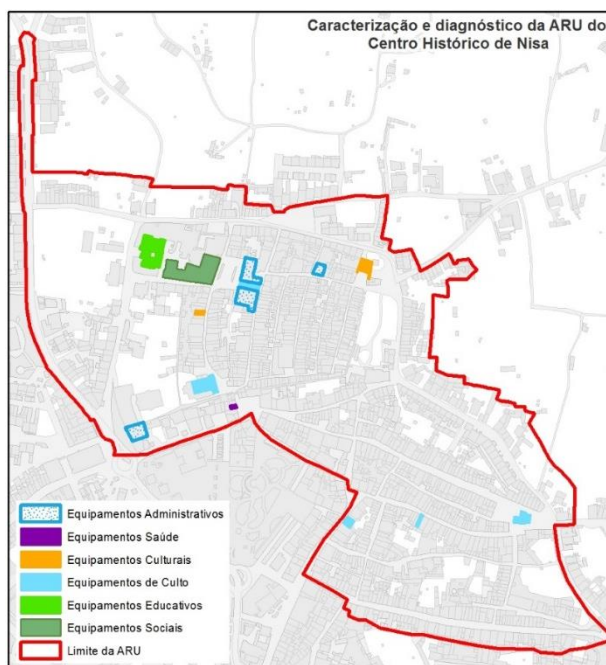 Caracterização e diagnóstico da ARU do
Centro Histórico de Nisa
Equipamentos Administrativos
Equipamentos Saúde
Equipamentos Culturais
Equipamentos de Culto
Equipamentos Educativos
Equipamentos Sociais
Limite da ARU